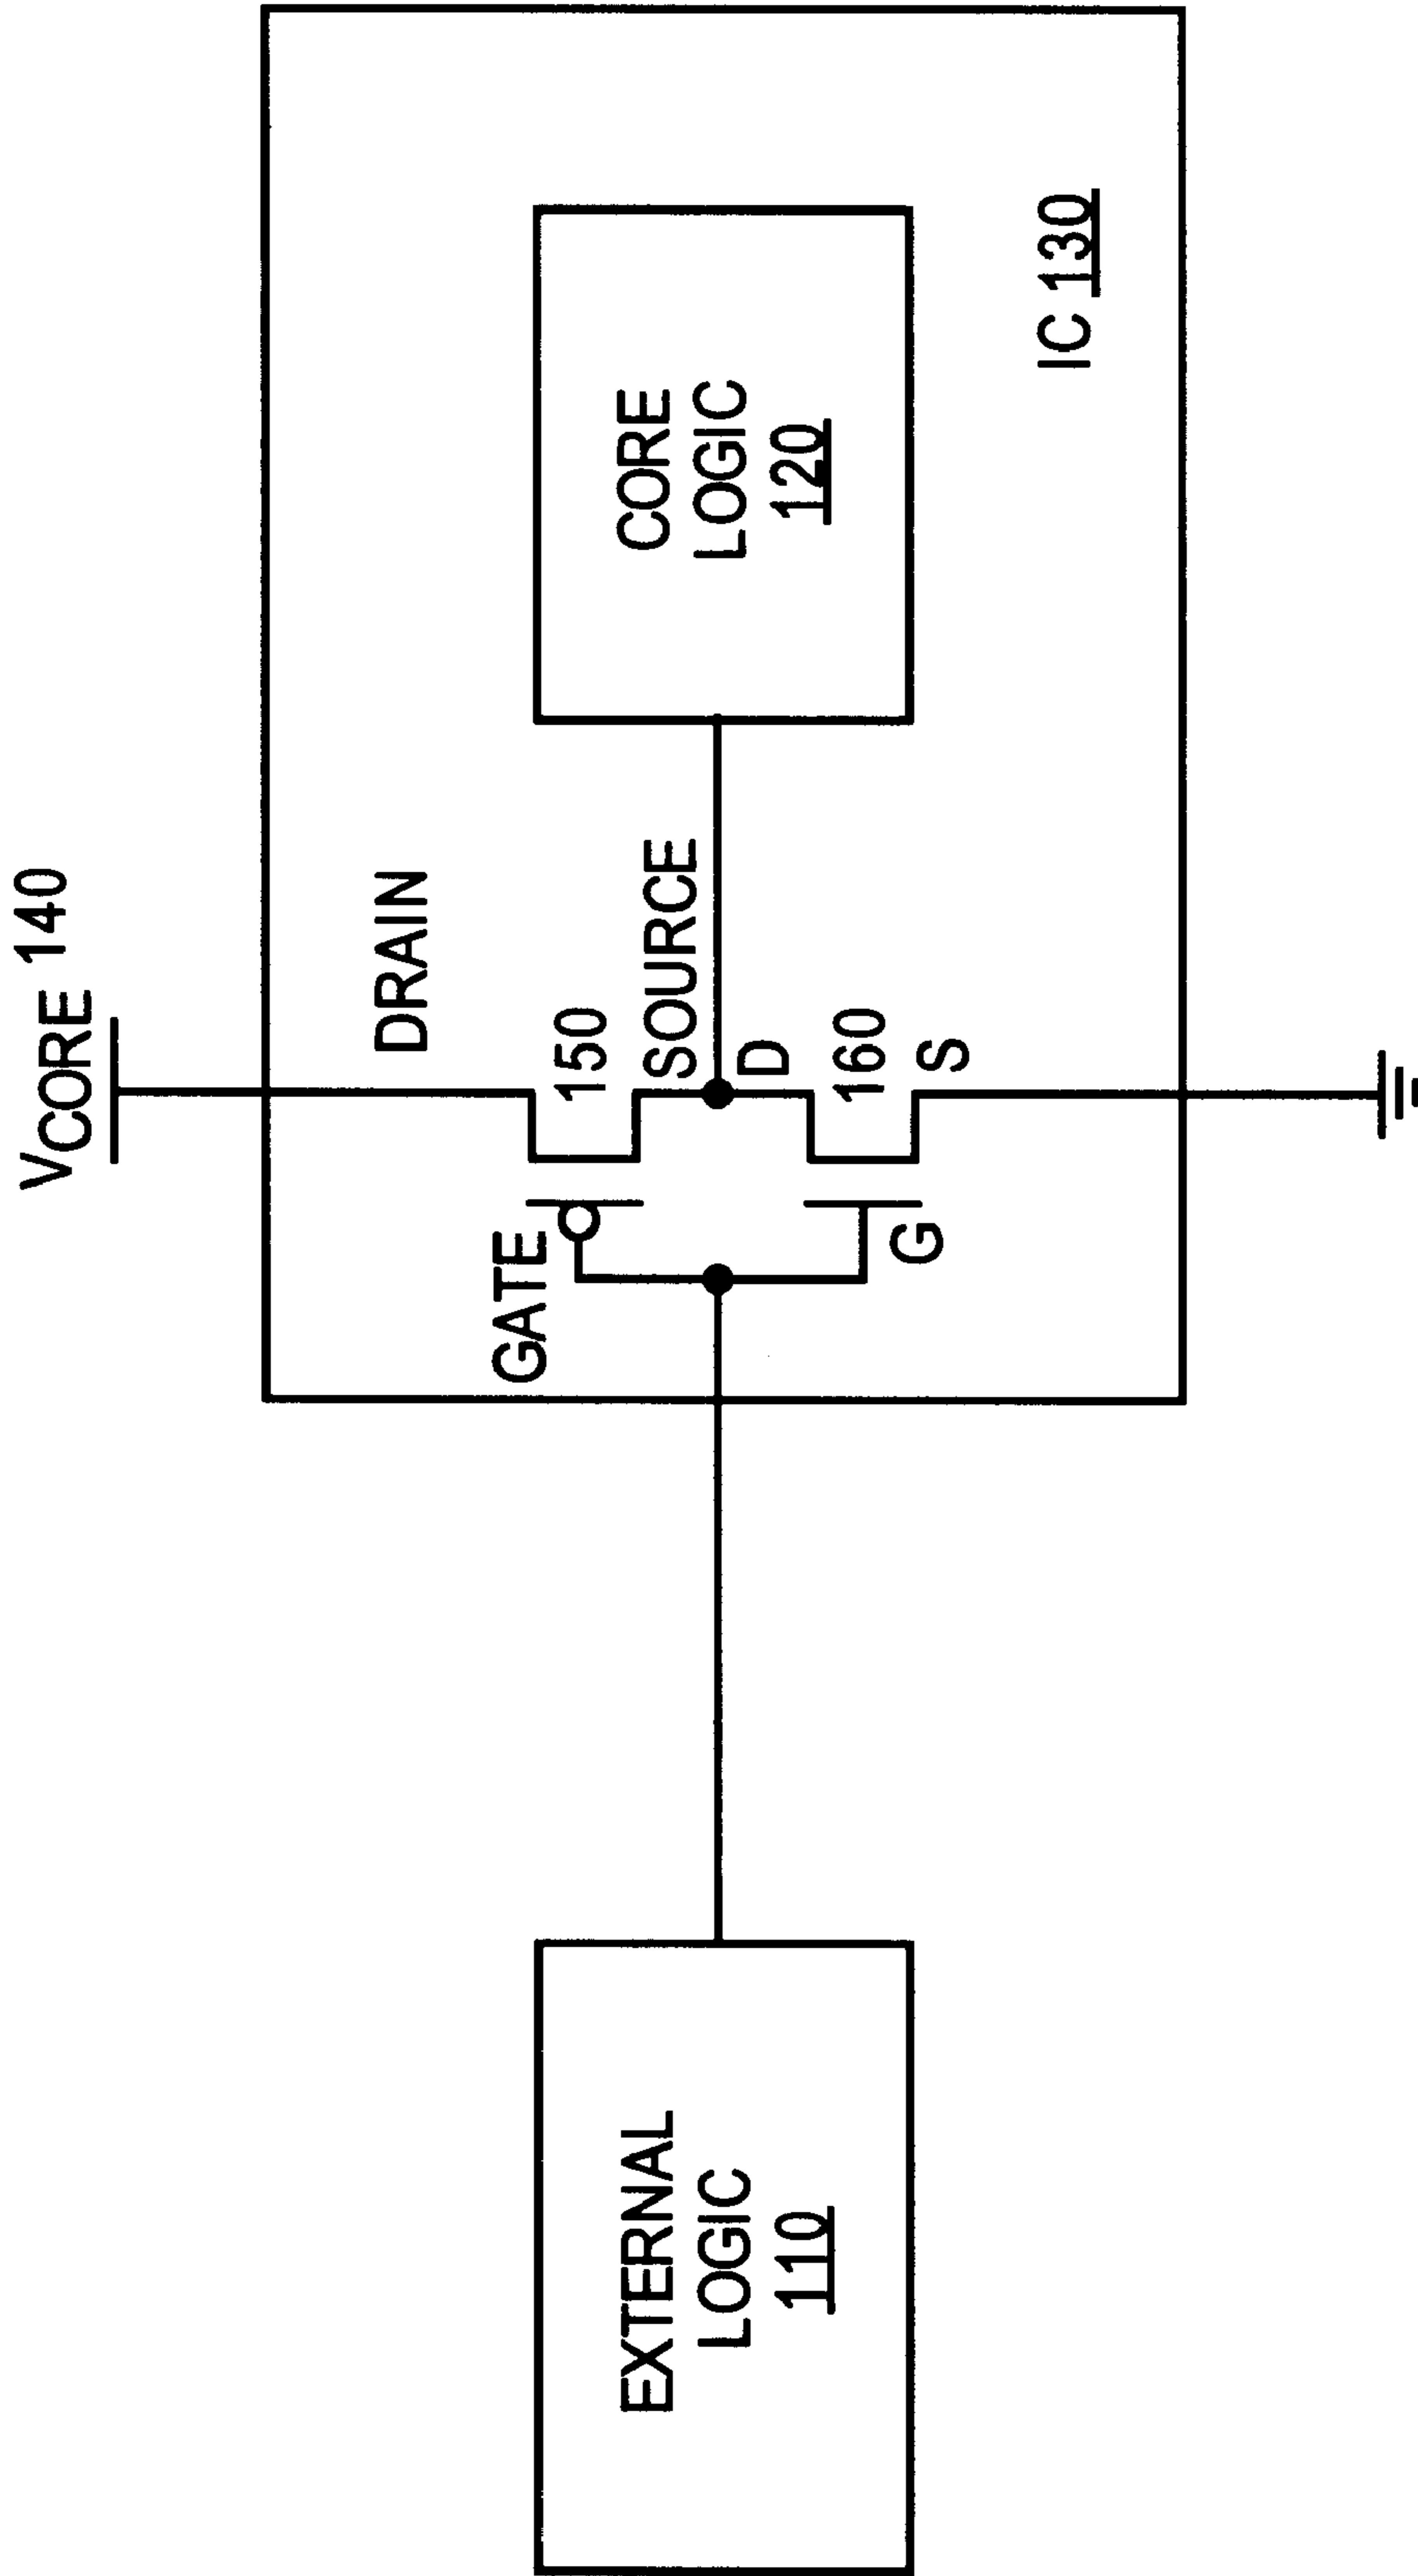 VCORE 140
DRAIN
GATE
150
SOURCE
D
160
G
S
EXTERNAL
LOGIC
110
CORE
LOGIC
120
IC 130